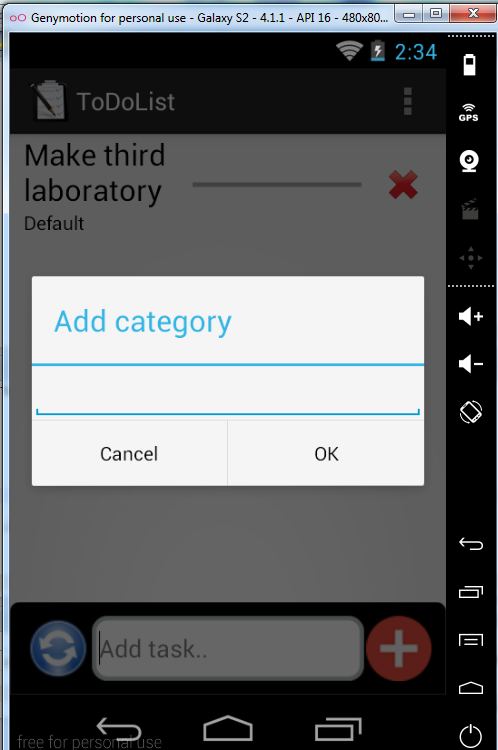 Genymotion for personal use - Galaxy S2 - 4.1.1 - API 16 - 480x80...
2:34
GPS
ToDoList
Make third
laboratory
Default
Add category
Cancel
OK
Add task..
free for personal use